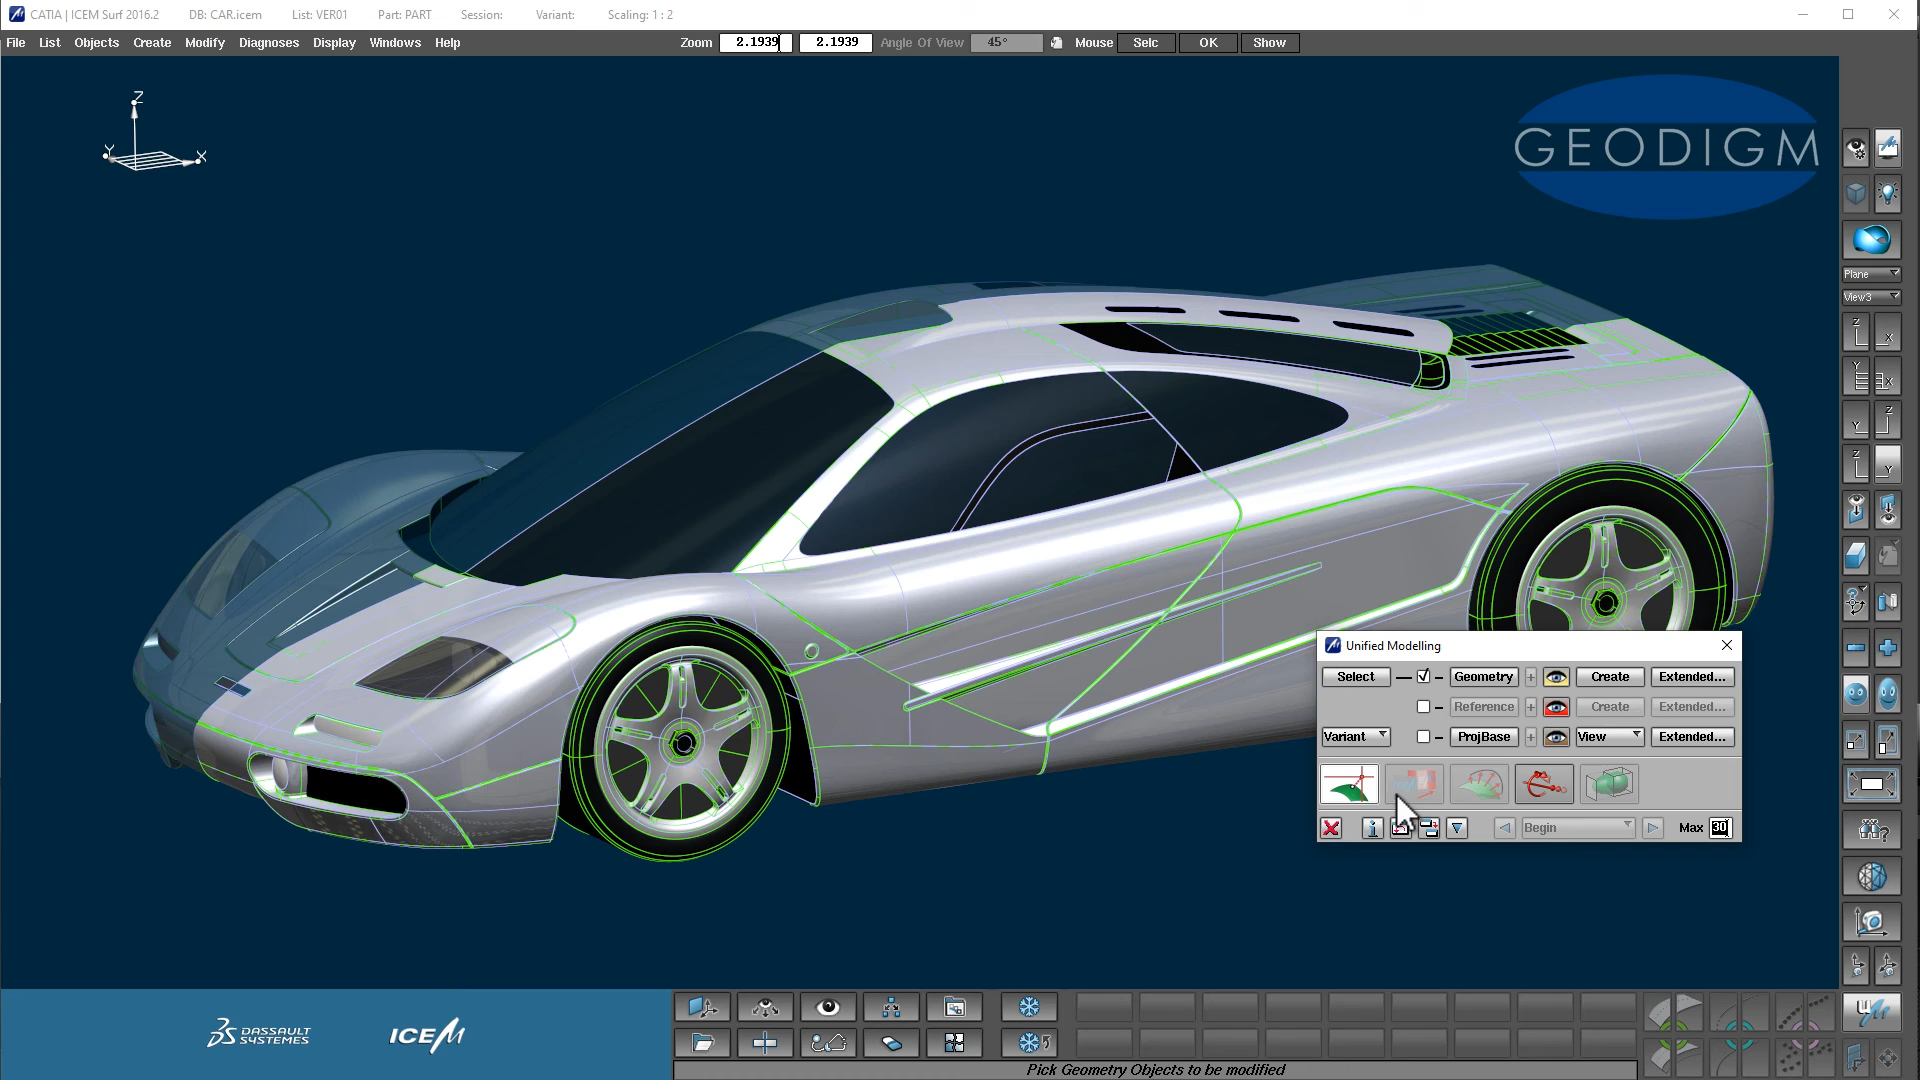 CATIA | ICEM Surf 2016.2 DB: CAR.icem List: VER01 Part: PART Session: Variant: Scaling: 1 : 2
File List Objects Create Modify Diagnoses Display Windows Help Zoom 2.1939 2.1939 Angle Of View 45° Mouse Selc OK Show
Z
Y X
GEODIGM
Plane
View3
Z X
Y X
Y Z
Z Y
Unified Modelling
Select Geometry + Create Extended...
Reference + Create Extended...
Variant ProjBase + View Extended...
Begin Max 30
DASSAULT
SYSTEMES
ICEM
Pick Geometry Objects to be modified